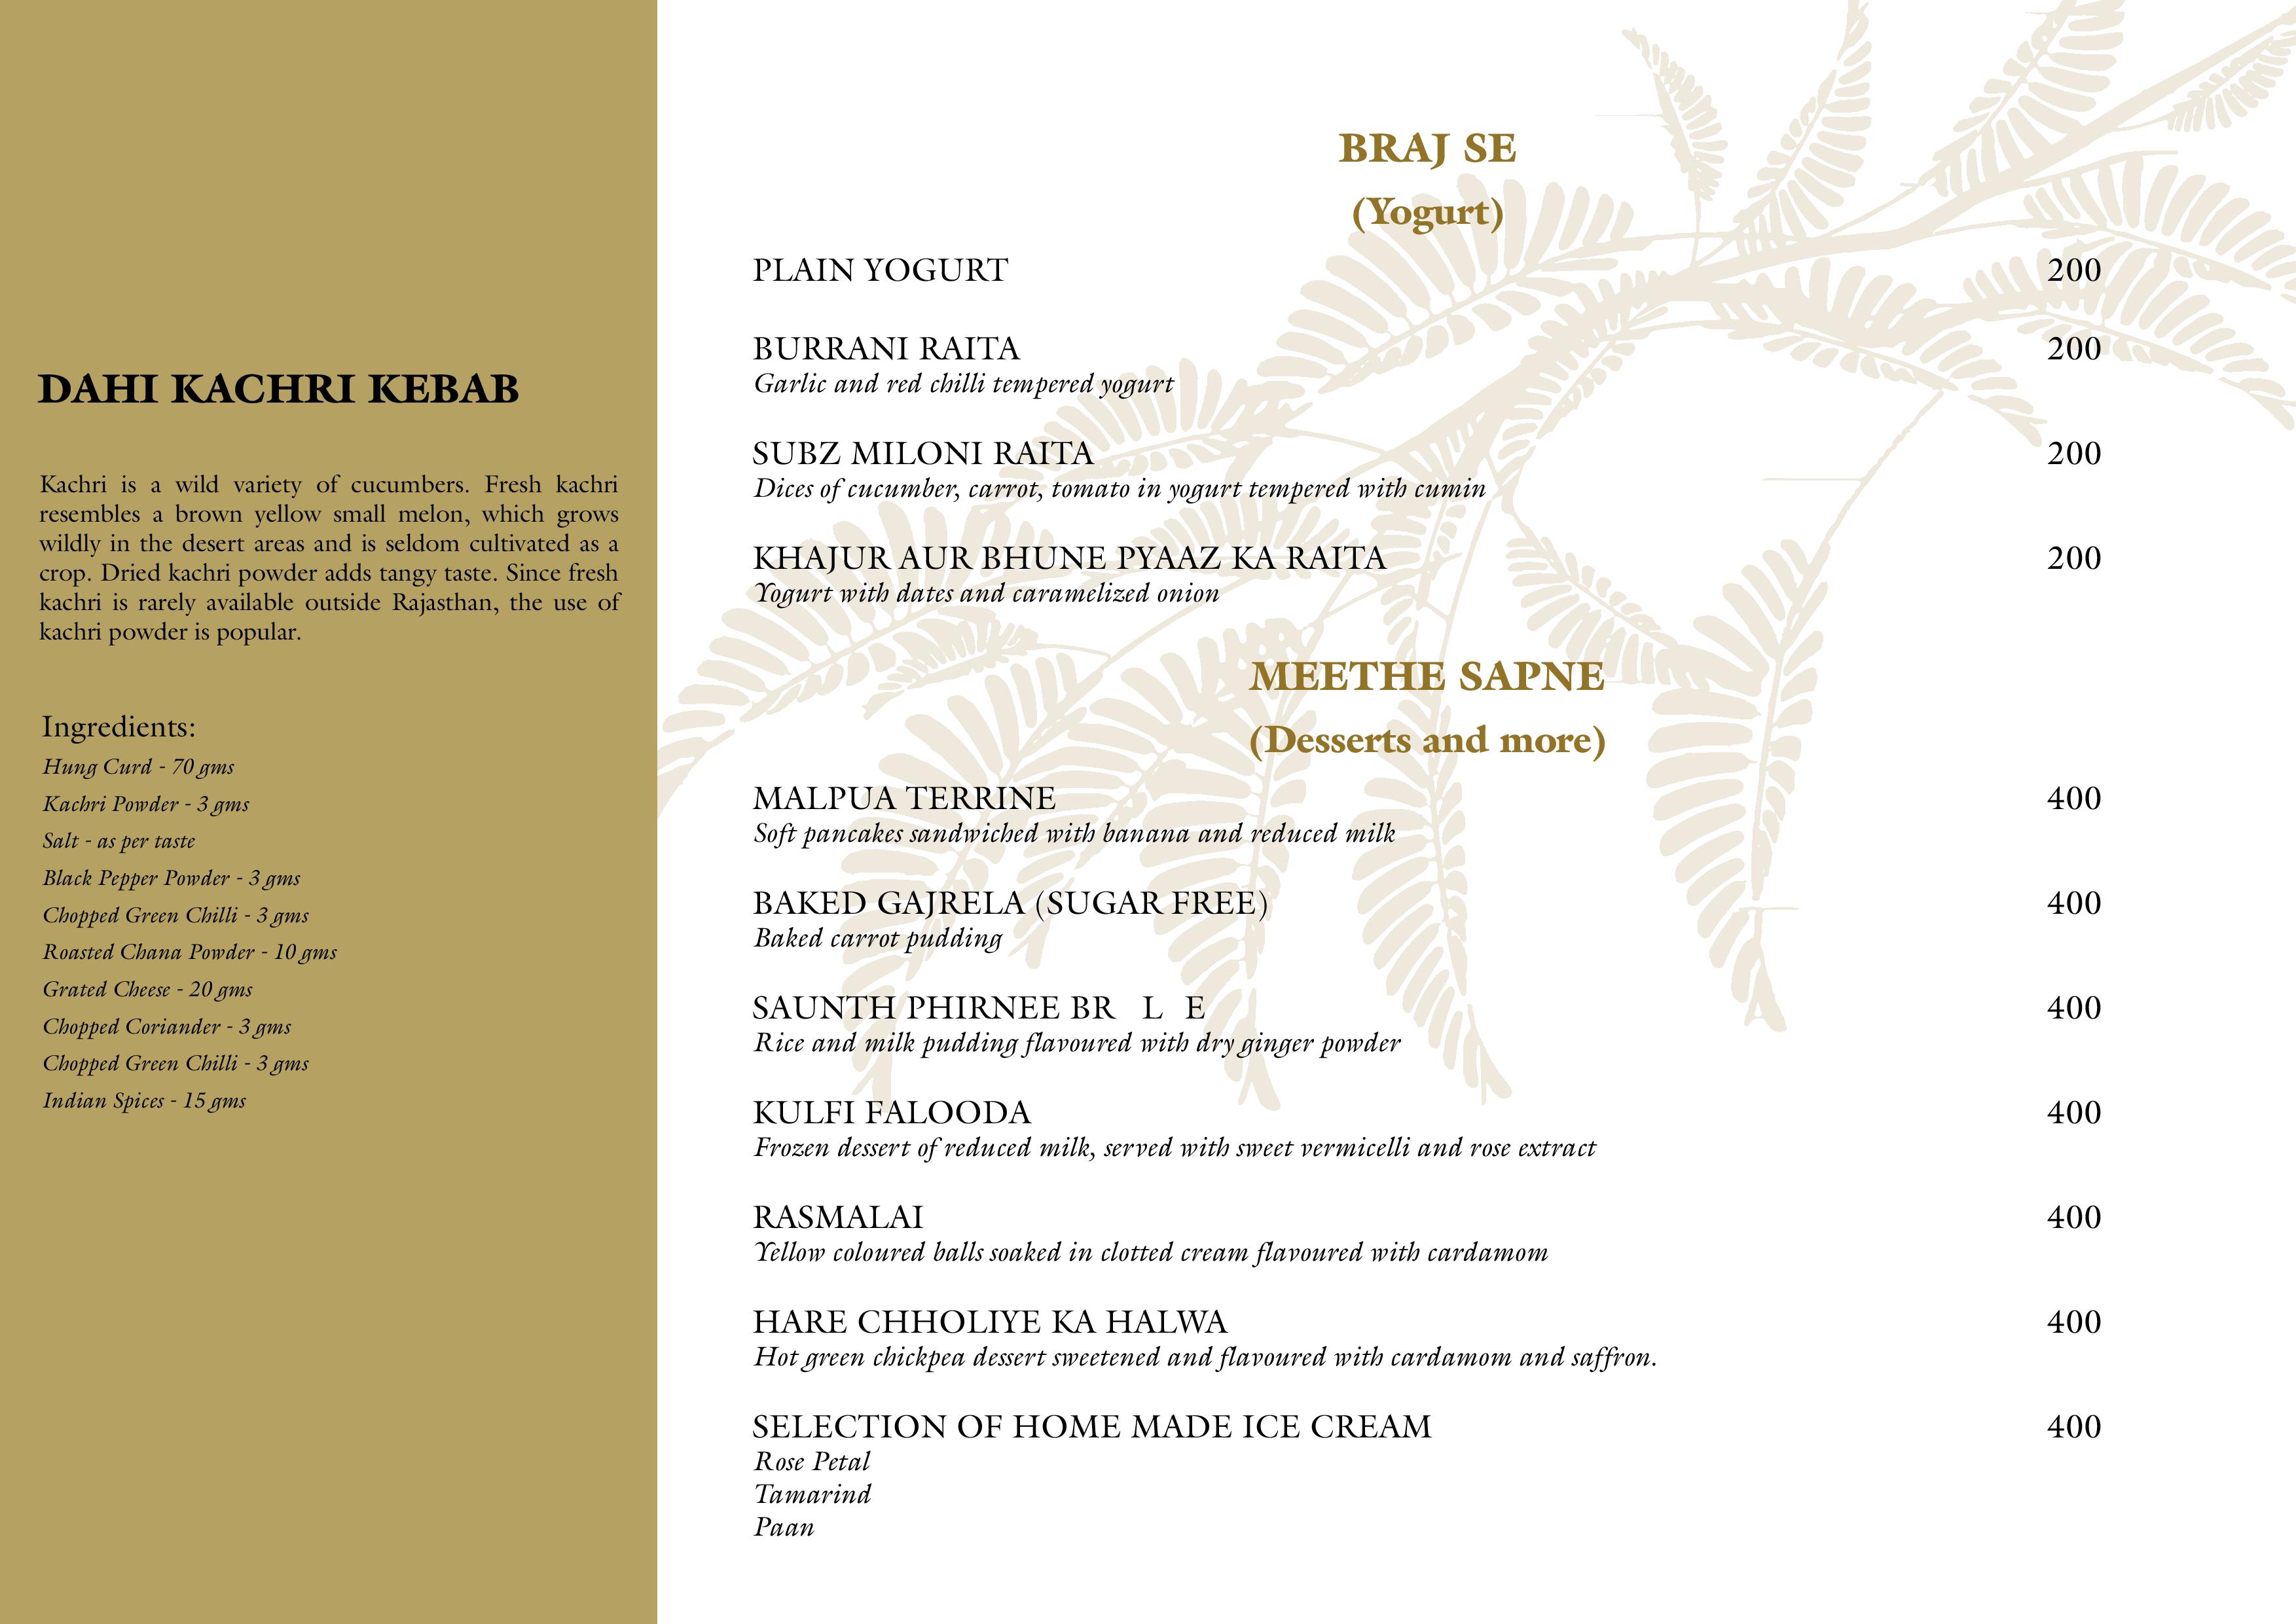 DAHI KACHRI KEBAB
Kachri is a wild variety of cucumbers. Fresh kachri
resembles a brown yellow small melon, which grows
wildly in the desert areas and is seldom cultivated as a
crop. Dried kachri powder adds tangy taste. Since fresh
kachri is rarely available outside Rajasthan, the use of
kachri powder is popular.
Ingredients:
Hung Curd - 70 gms
Kachri Powder - 3 gms
Salt - as per taste
Black Pepper Powder - 3 gms
Chopped Green Chilli - 3 gms
Roasted Chana Powder - 10 gms
Grated Cheese - 20 gms
Chopped Coriander - 3 gms
Chopped Green Chilli - 3 gms
Indian Spices - 15 gms
BRAJ SE
(Yogurt)
PLAIN YOGURT 200
BURRANI RAITA 200
Garlic and red chilli tempered yogurt
SUBZ MILONI RAITA 200
Dices of cucumber, carrot, tomato in yogurt tempered with cumin
KHAJUR AUR BHUNE PYAAZ KA RAITA 200
Yogurt with dates and caramelized onion
MEETHE SAPNE
(Desserts and more)
MALPUA TERRINE 400
Soft pancakes sandwiched with banana and reduced milk
BAKED GAJRELA (SUGAR FREE) 400
Baked carrot pudding
SAUNTH PHIRNEE BR L E 400
Rice and milk pudding flavoured with dry ginger powder
KULFI FALOODA 400
Frozen dessert of reduced milk, served with sweet vermicelli and rose extract
RASMALAI 400
Yellow coloured balls soaked in clotted cream flavoured with cardamom
HARE CHHOLIYE KA HALWA 400
Hot green chickpea dessert sweetened and flavoured with cardamom and saffron.
SELECTION OF HOME MADE ICE CREAM 400
Rose Petal
Tamarind
Paan